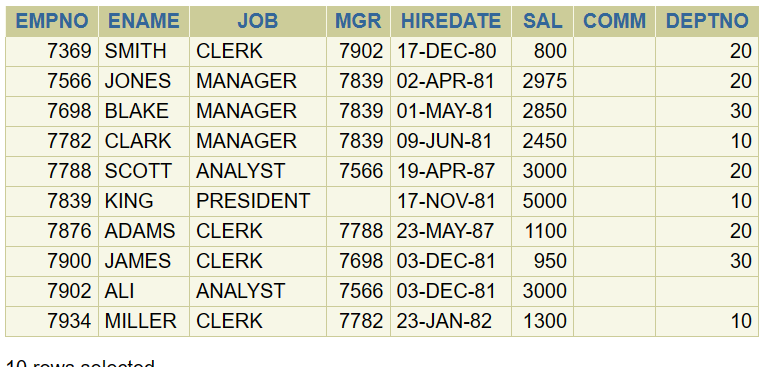 EMPNO ENAME JOB MGR HIREDATE SAL COMM DEPTNO
7369 SMITH CLERK 7902 17-DEC-80 800 20
7566 JONES MANAGER 7839 02-APR-81 2975 20
7698 BLAKE MANAGER 7839 01-MAY-81 2850 30
7782 CLARK MANAGER 7839 09-JUN-81 2450 10
7788 SCOTT ANALYST 7566 19-APR-87 3000 20
7839 KING PRESIDENT 17-NOV-81 5000 10
7876 ADAMS CLERK 7788 23-MAY-87 1100 20
7900 JAMES CLERK 7698 03-DEC-81 950 30
7902 ALI ANALYST 7566 03-DEC-81 3000
7934 MILLER CLERK 7782 23-JAN-82 1300 10
10 rows selected